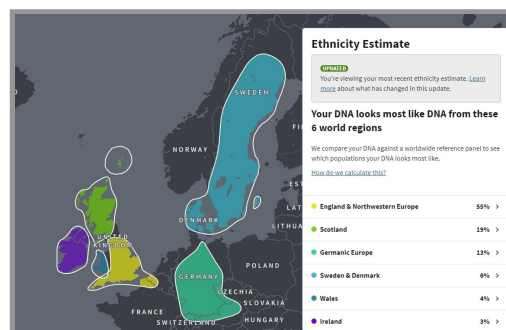 Ethnicity Estimate
UPDATED
You're viewing your most recent ethnicity estimate. Learn
more about what has changed in this update.
Your DNA looks most like DNA from these
6 world regions
We compare your DNA against a worldwide reference panel to see
which populations your DNA looks most like.
How do we calculate this?
England & Northwestern Europe 55% >
Scotland 19% >
Germanic Europe 13% >
Sweden & Denmark 6% >
Wales 4% >
Ireland 3% >
SWEDEN
FI
NORWAY
EST
LAT
DENMARK
LITHUA
UNITED
KINGDOM
POLAND
GERMANY
CZECHIA
SLOVAKIA
FRANCE
HUNGARY
SWITZERLAND